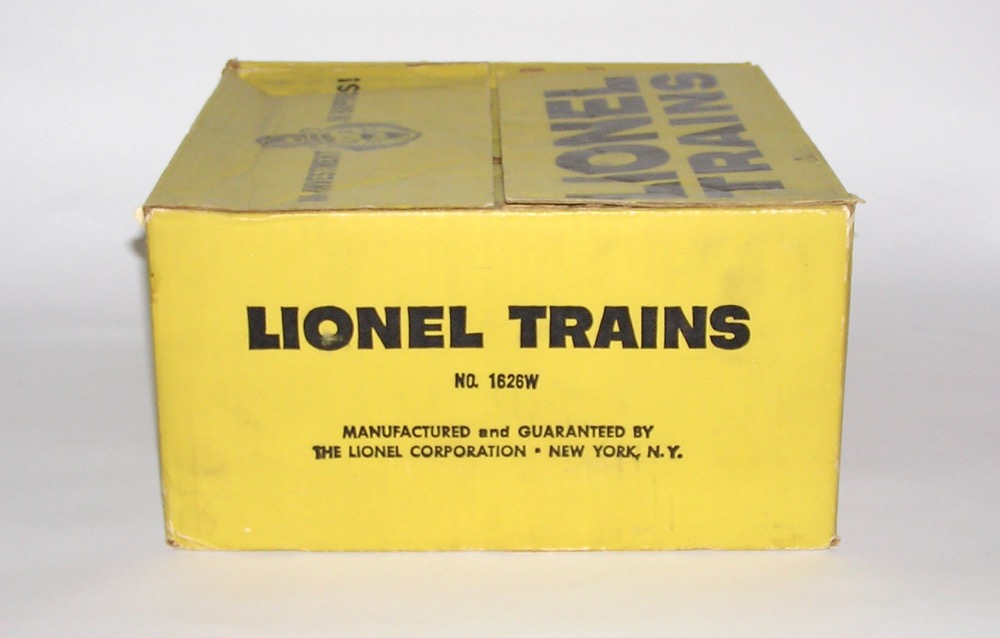 LIONEL
TRAINS
LIONEL TRAINS
NO. 1626W
MANUFACTURED and GUARANTEED BY
THE LIONEL CORPORATION • NEW YORK, N.Y.